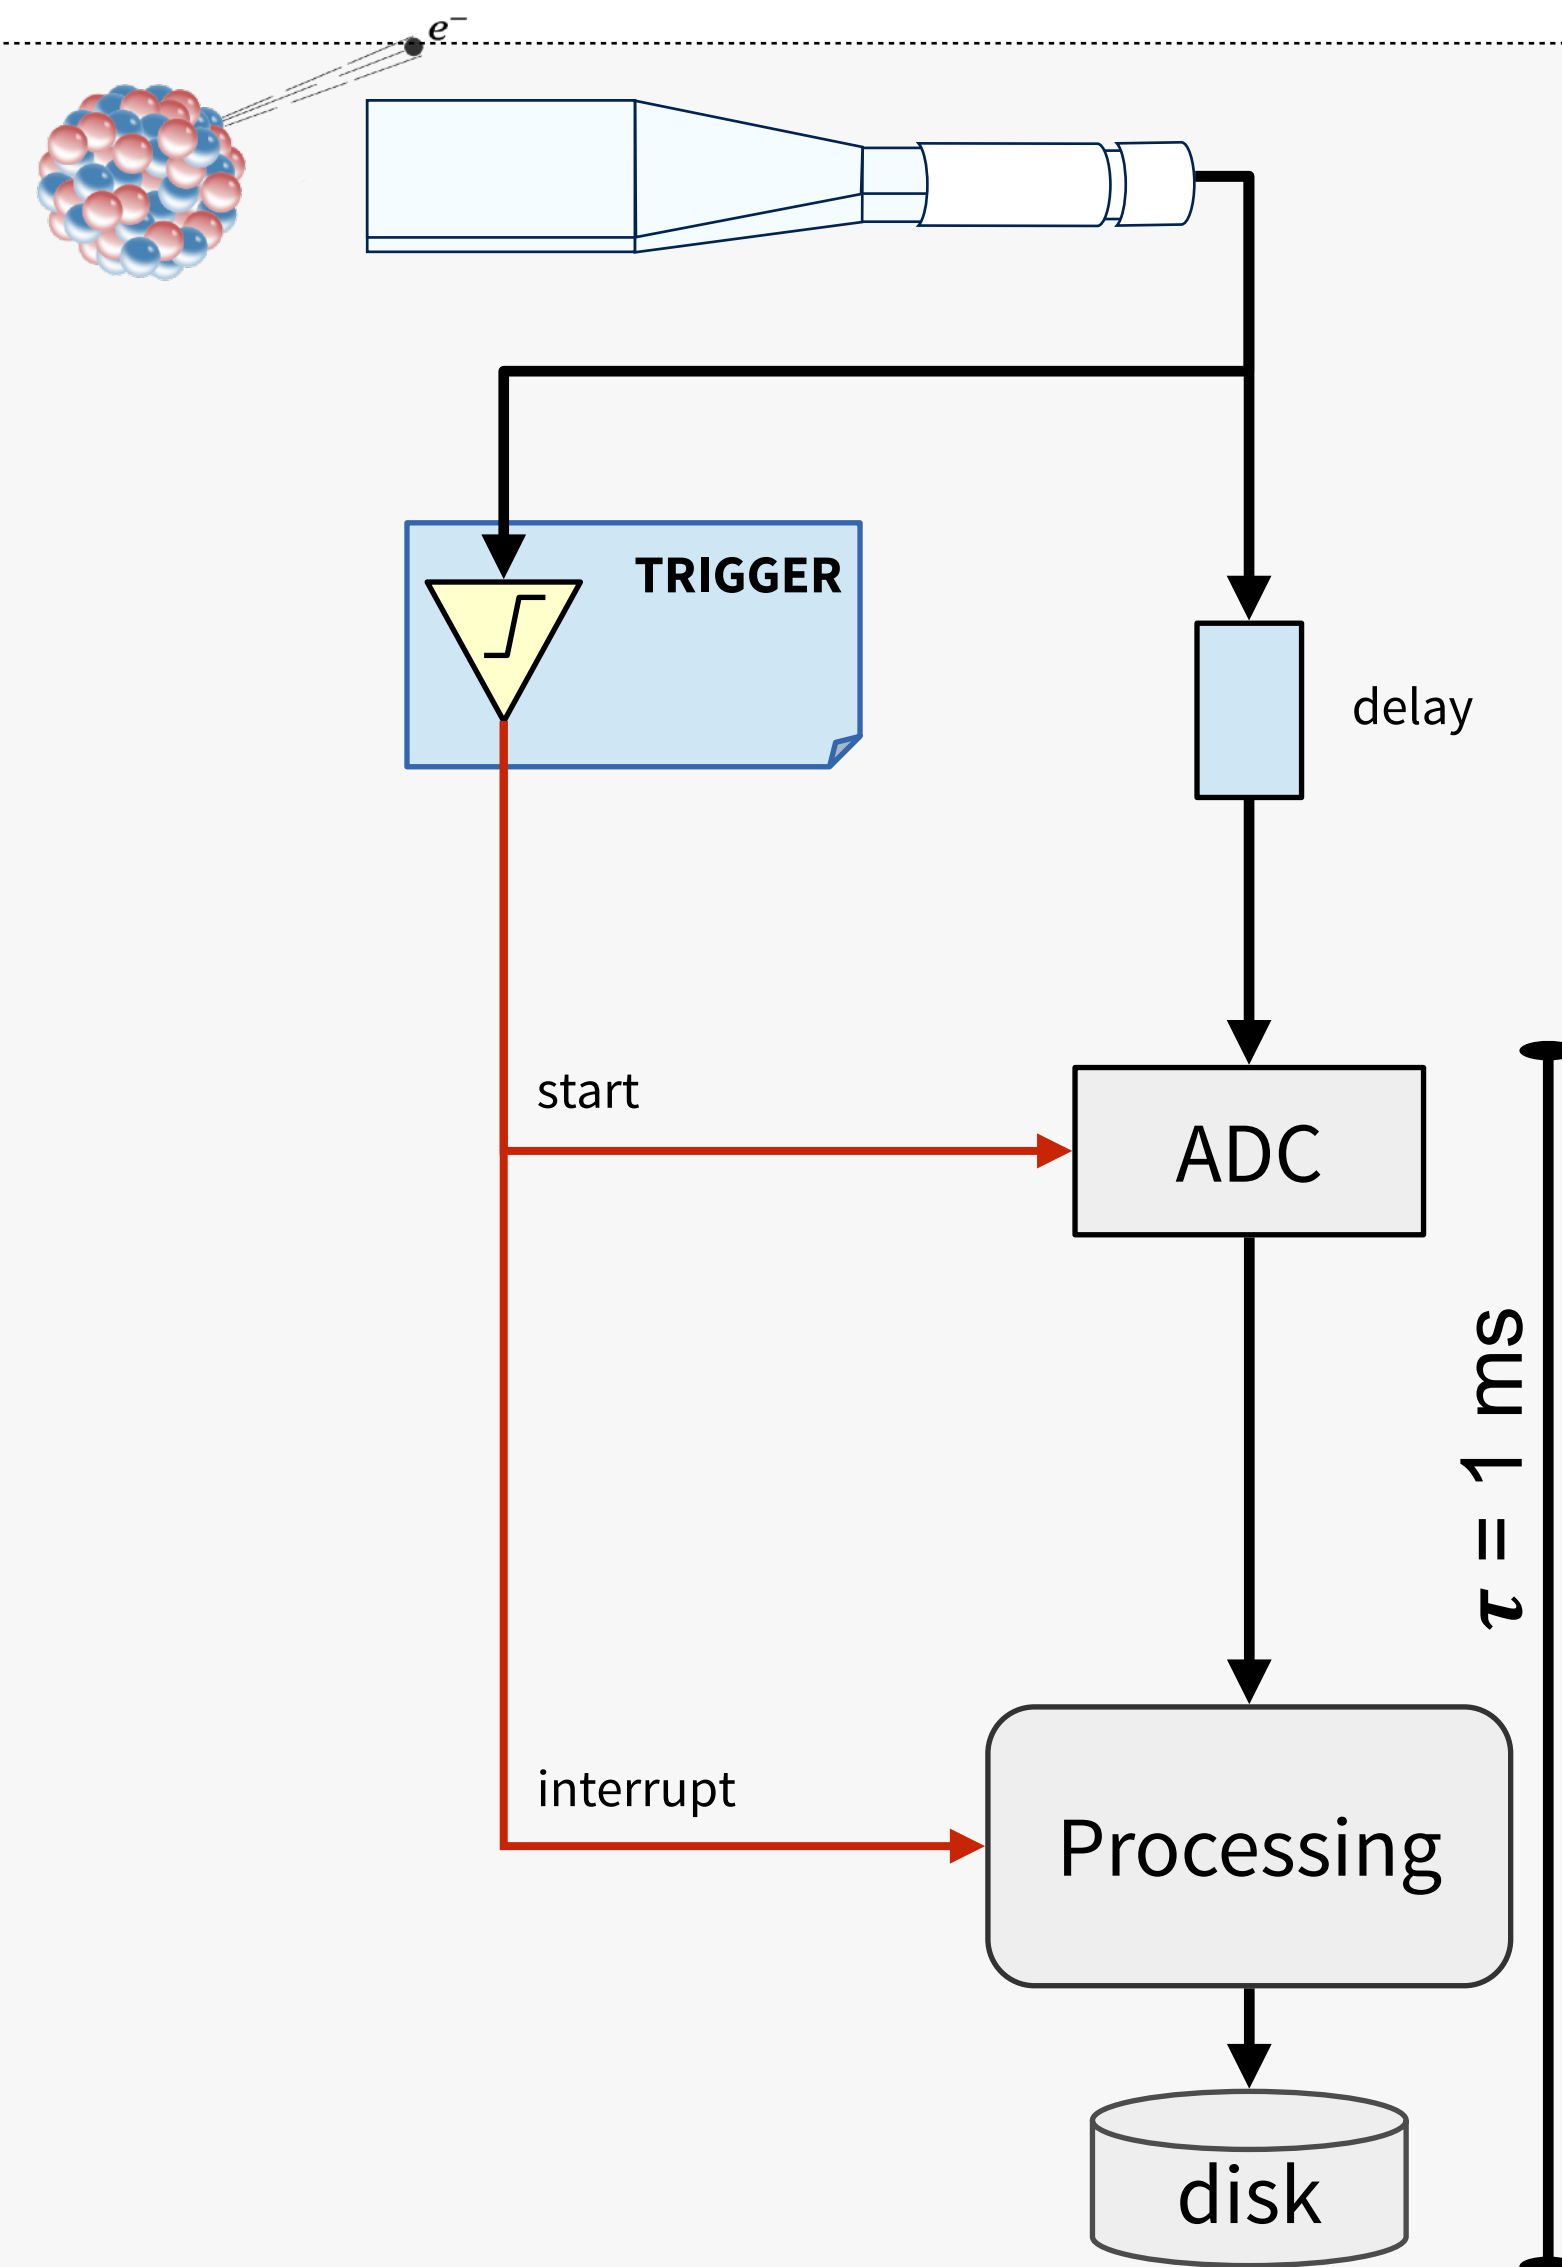 e⁻
TRIGGER
delay
start
ADC
τ = 1 ms
interrupt
Processing
disk